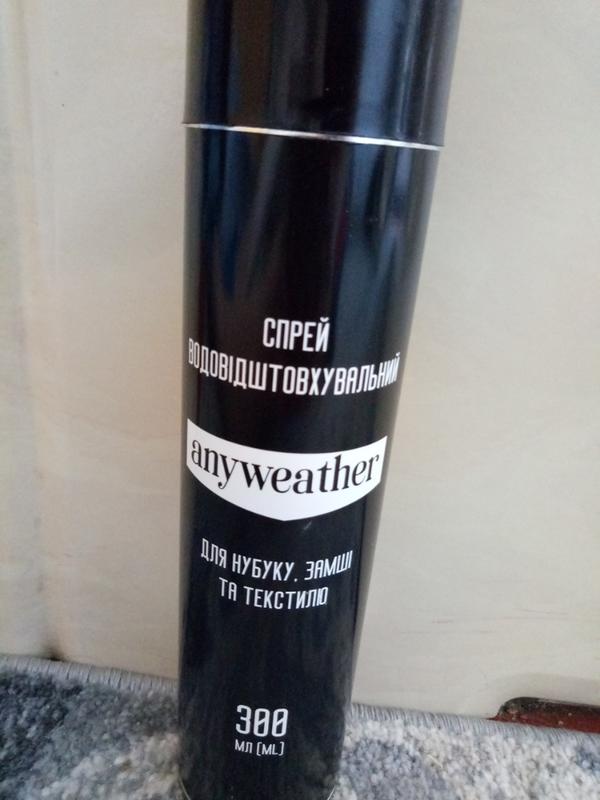 СПРЕЙ
ВОДОВІДШТОВХУВАЛЬНИЙ
anyweather
ДЛЯ НУБУКУ, ЗАМШІ
ТА ТЕКСТИЛЮ
300
МЛ (ML)